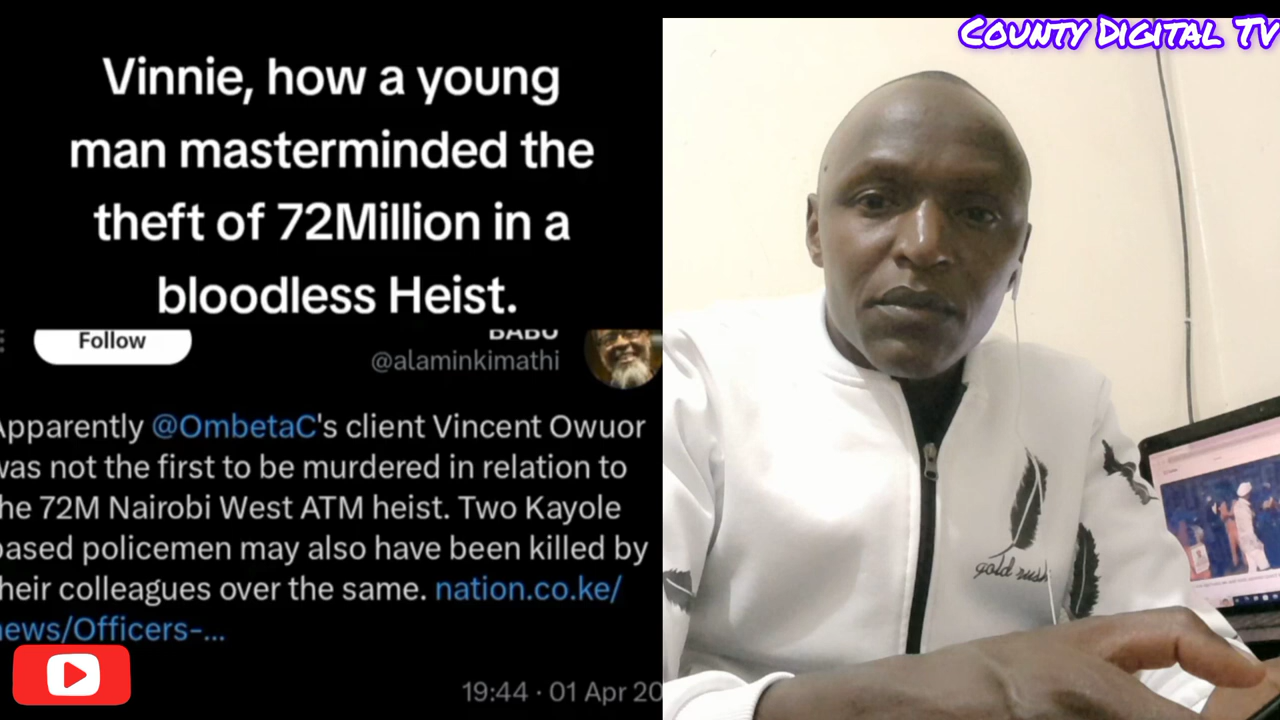 County Digital TV
Vinnie, how a young
man masterminded the
theft of 72Million in a
bloodless Heist.
Follow
BABU
@alaminkimathi
Apparently @OmbetaC's client Vincent Owuor
was not the first to be murdered in relation to
the 72M Nairobi West ATM heist. Two Kayole
based policemen may also have been killed by
their colleagues over the same. nation.co.ke/
news/Officers-...
19:44 · 01 Apr 20
gold rush